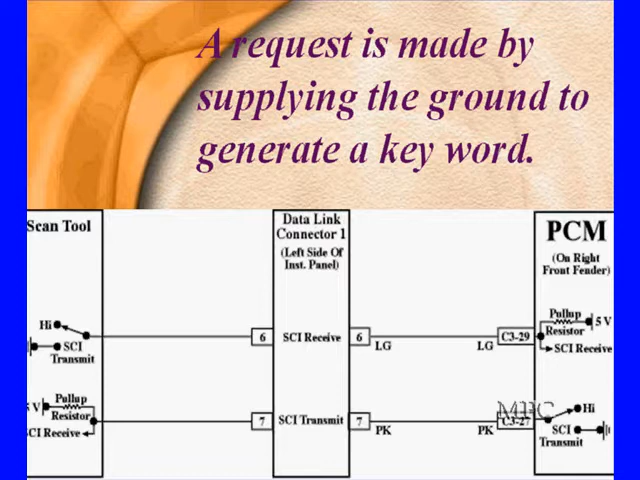 A request is made by
supplying the ground to
generate a key word.
Scan Tool
Hi
SCI
Transmit
Pullup
5 V
Resistor
SCI Receive
Data Link
Connector 1
(Left Side Of
Inst. Panel)
6 SCI Receive 6
LG
7 SCI Transmit 7
PK
PCM
(On Right
Front Fender)
Pullup
5 V
LG C3-29 Resistor
SCI Receive
MPC
Hi
PK C3-27 SCI
Transmit